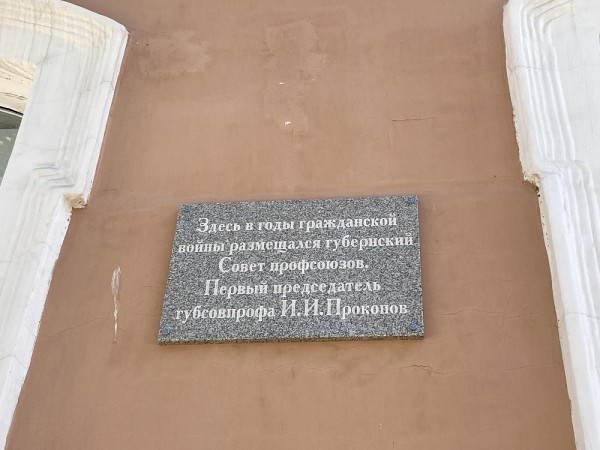 Здесь в годы гражданской
войны размещался губернский
Совет профсоюзов.
Первый председатель
губсовпрофа И.И.Прокопов